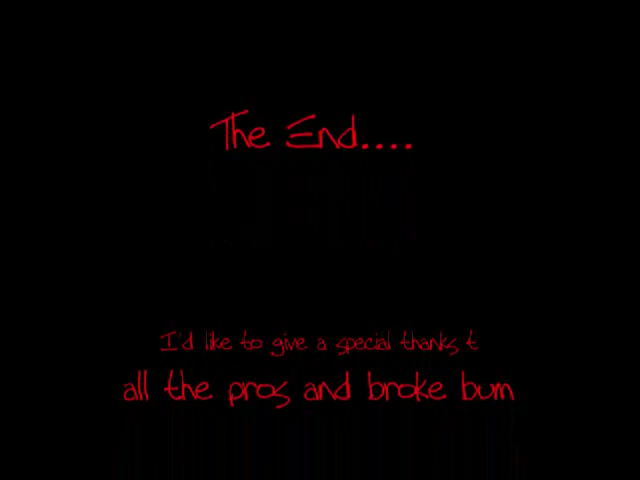 The End....
I'd like to give a special thanks t
all the pros and broke bum